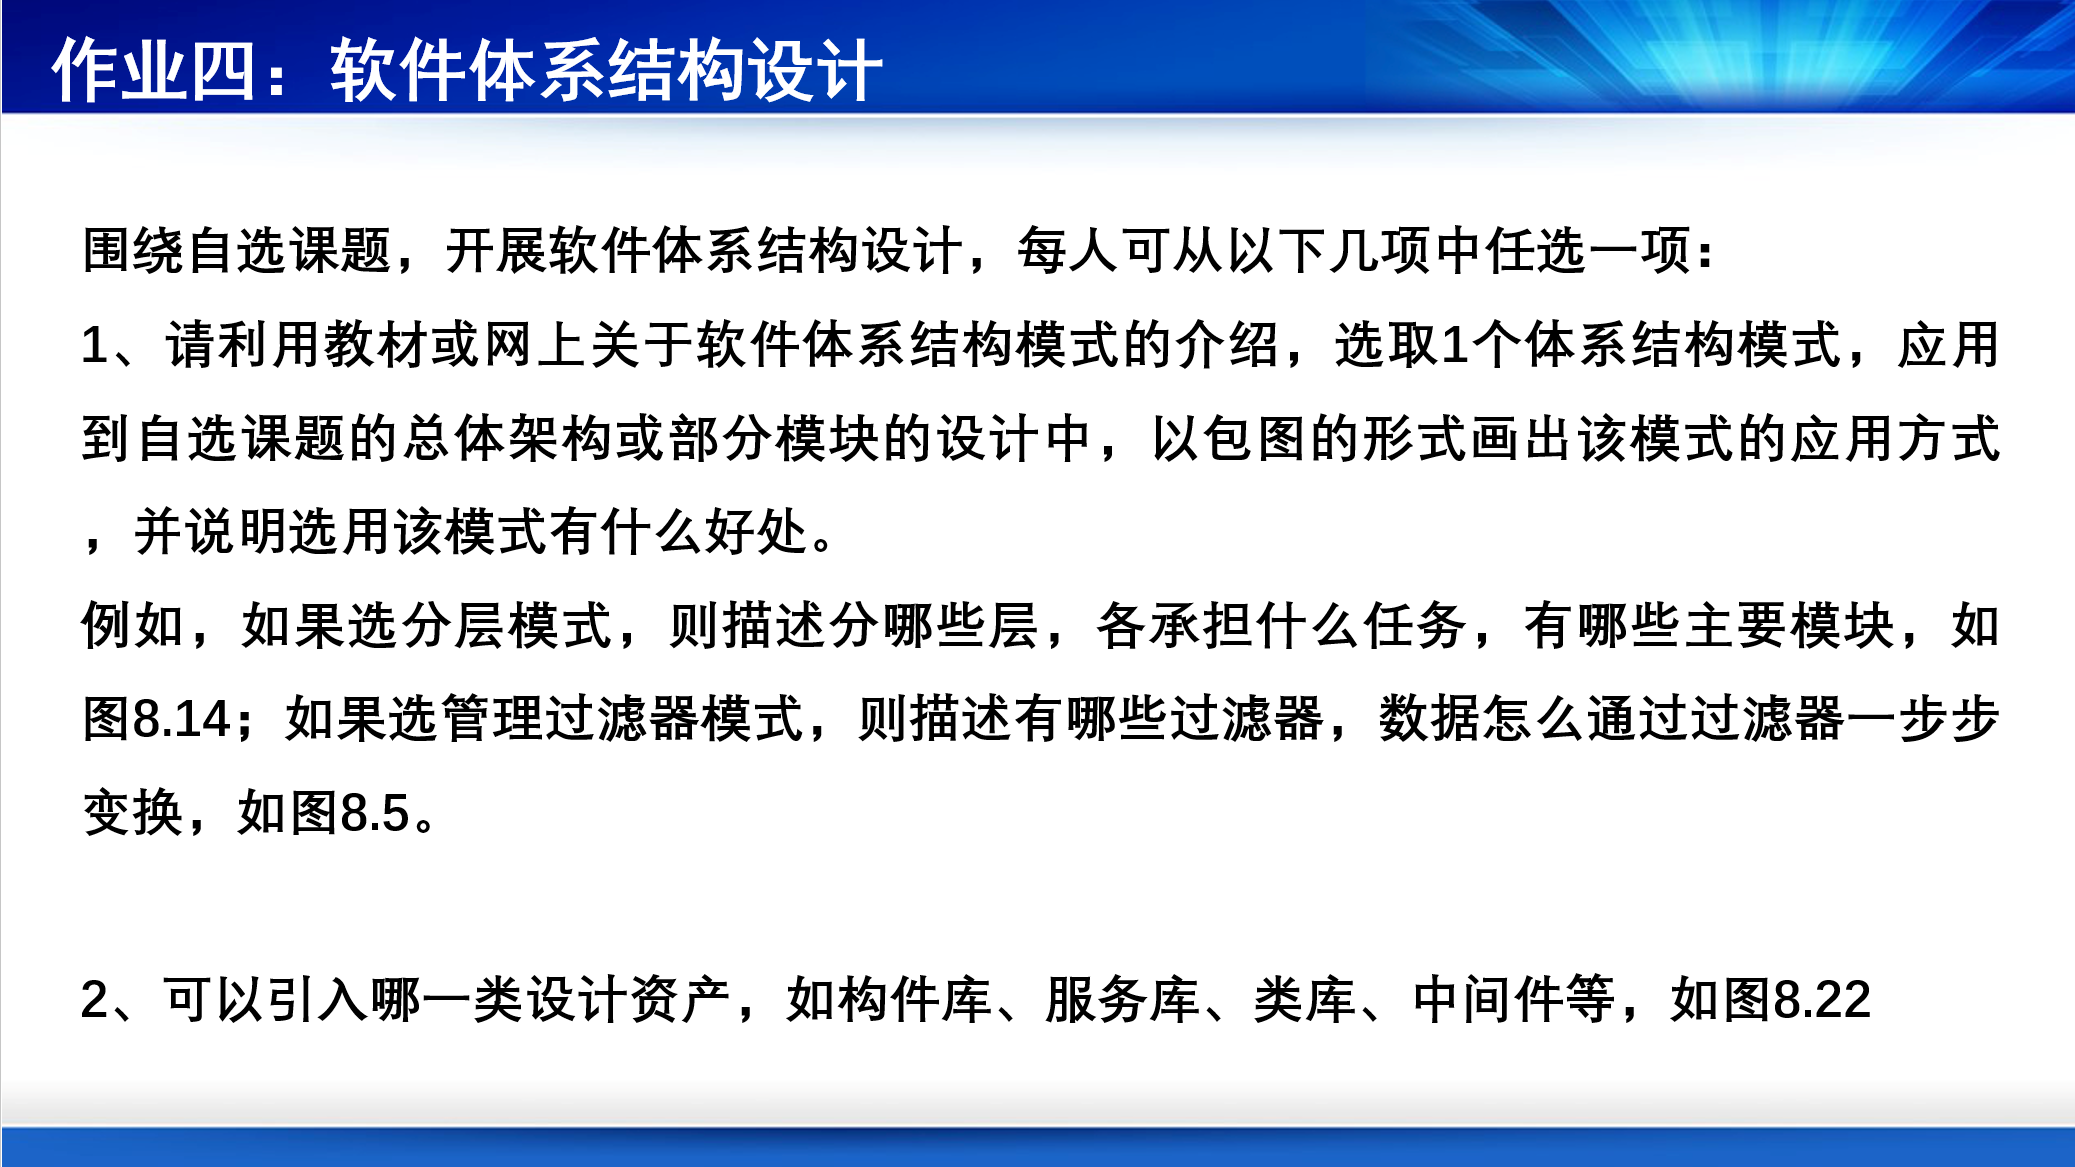 作业四：软件体系结构设计
围绕自选课题，开展软件体系结构设计，每人可从以下几项中任选一项：
1、请利用教材或网上关于软件体系结构模式的介绍，选取1个体系结构模式，应用
到自选课题的总体架构或部分模块的设计中，以包图的形式画出该模式的应用方式
，并说明选用该模式有什么好处。
例如，如果选分层模式，则描述分哪些层，各承担什么任务，有哪些主要模块，如
图8.14；如果选管理过滤器模式，则描述有哪些过滤器，数据怎么通过过滤器一步步
变换，如图8.5。
2、可以引入哪一类设计资产，如构件库、服务库、类库、中间件等，如图8.22